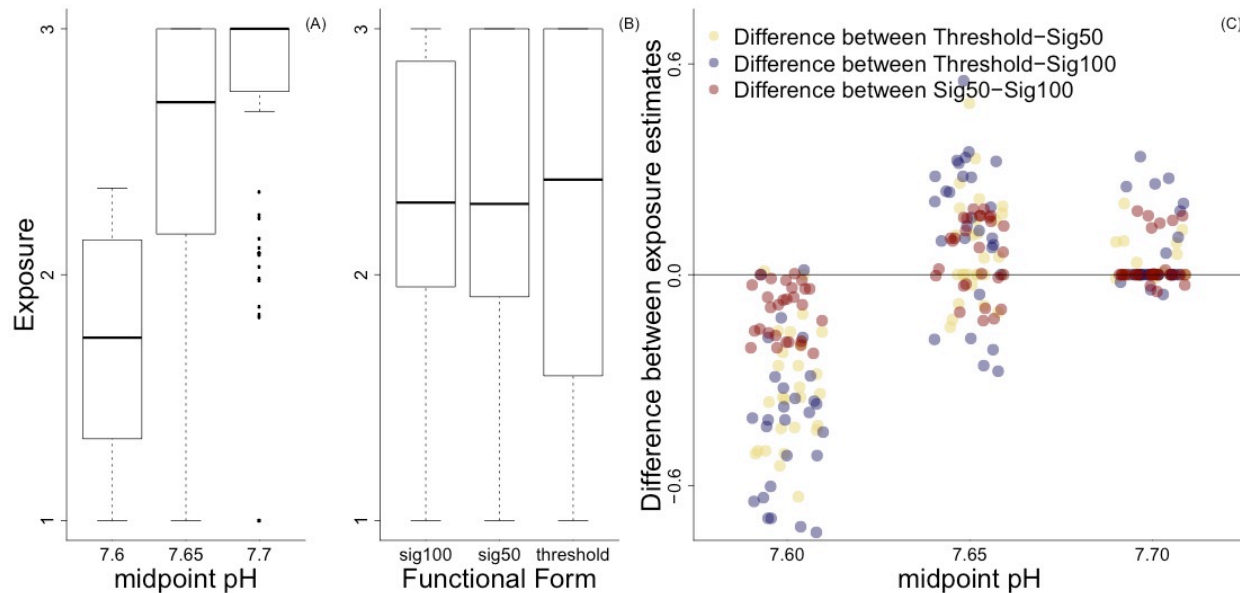 (A)
3
2
1
Exposure
7.6 7.65 7.7
midpoint pH
(B)
3
2
1
sig100 sig50 threshold
Functional Form
(C)
Difference between Threshold−Sig50
Difference between Threshold−Sig100
Difference between Sig50−Sig100
0.6
0.0
−0.6
Difference between exposure estimates
7.60 7.65 7.70
midpoint pH